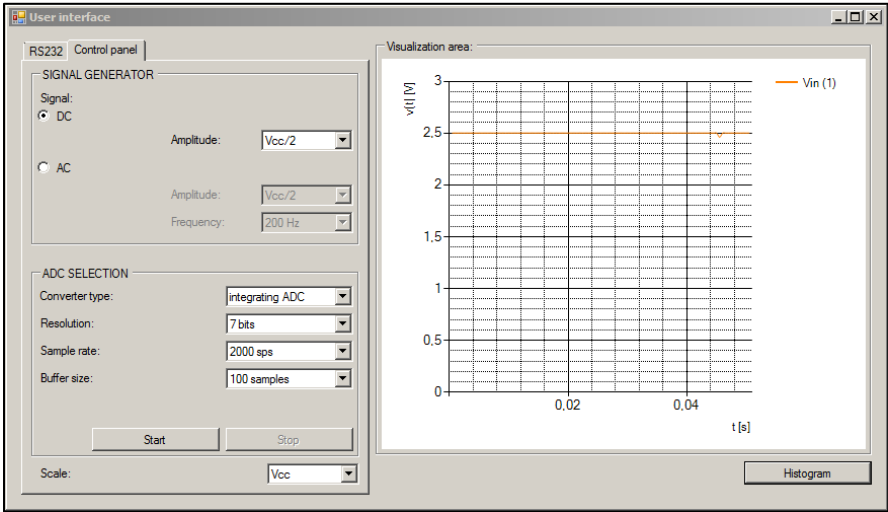 User interface
RS232 Control panel
SIGNAL GENERATOR
Signal:
DC
Amplitude: Vcc/2
AC
Amplitude: Vcc/2
Frequency: 200 Hz
ADC SELECTION
Converter type: integrating ADC
Resolution: 7 bits
Sample rate: 2000 sps
Buffer size: 100 samples
Start Stop
Scale: Vcc
Visualization area:
v(t) [V]
3
2,5
2
1,5
1
0,5
0
0,02 0,04
t [s]
Vin (1)
Histogram